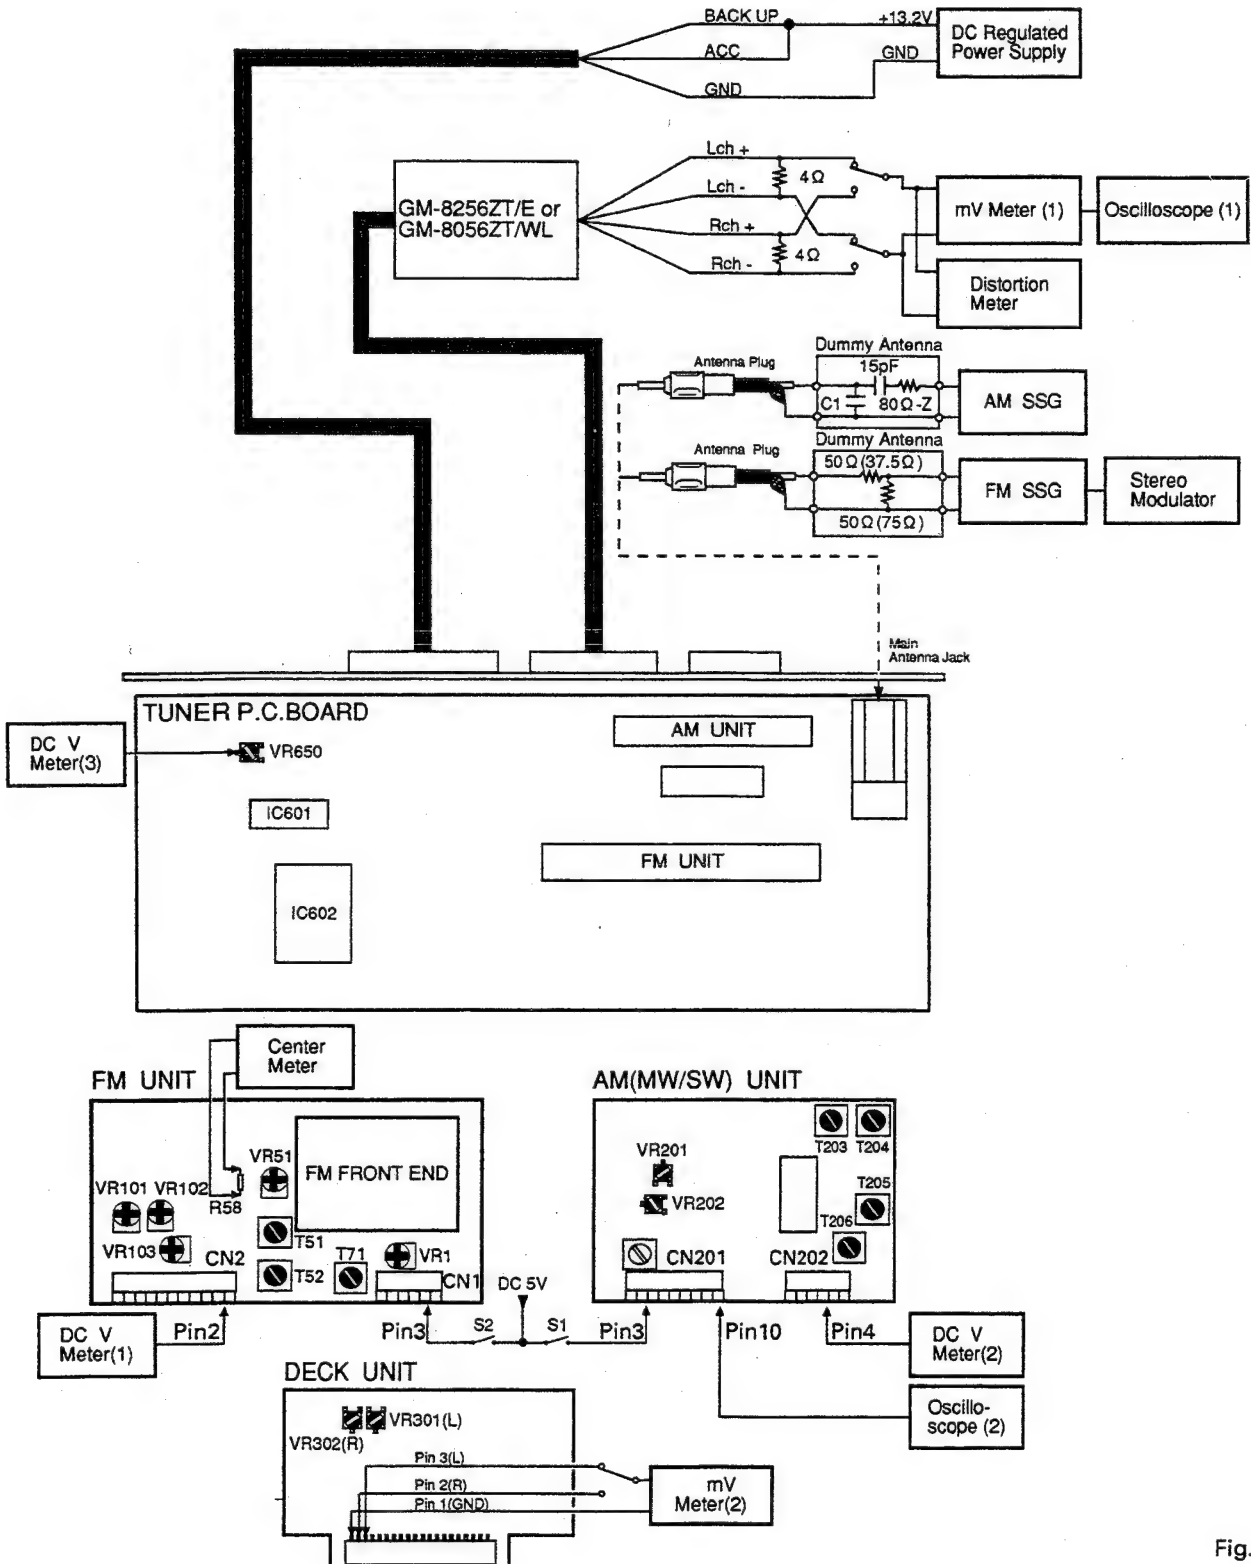 BACK UP
+13.2V
DC Regulated
Power Supply
ACC
GND
GND
Lch +
4Ω
Lch -
GM-8256ZT/E or
GM-8056ZT/WL
Rch +
4Ω
Rch -
mV Meter (1)
Oscilloscope (1)
Distortion
Meter
Dummy Antenna
Antenna Plug
15pF
C1
80Ω-Z
AM SSG
Dummy Antenna
Antenna Plug
50Ω(37.5Ω)
FM SSG
Stereo
Modulator
50Ω(75Ω)
Main
Antenna Jack
TUNER P.C.BOARD
DC V
Meter(3)
VR650
AM UNIT
IC601
FM UNIT
IC602
Center
Meter
FM UNIT
AM(MW/SW) UNIT
VR51
FM FRONT END
VR101
VR102
R58
VR103
CN2
T51
T52
T71
VR1
CN1
VR201
VR202
T203
T204
T205
T206
CN201
CN202
DC 5V
DC V
Meter(1)
Pin2
Pin3
S2
S1
Pin3
Pin10
Pin4
DC V
Meter(2)
Oscillo-
scope (2)
DECK UNIT
VR301(L)
VR302(R)
Pin 3(L)
Pin 2(R)
Pin 1(GND)
mV
Meter(2)
Fig.